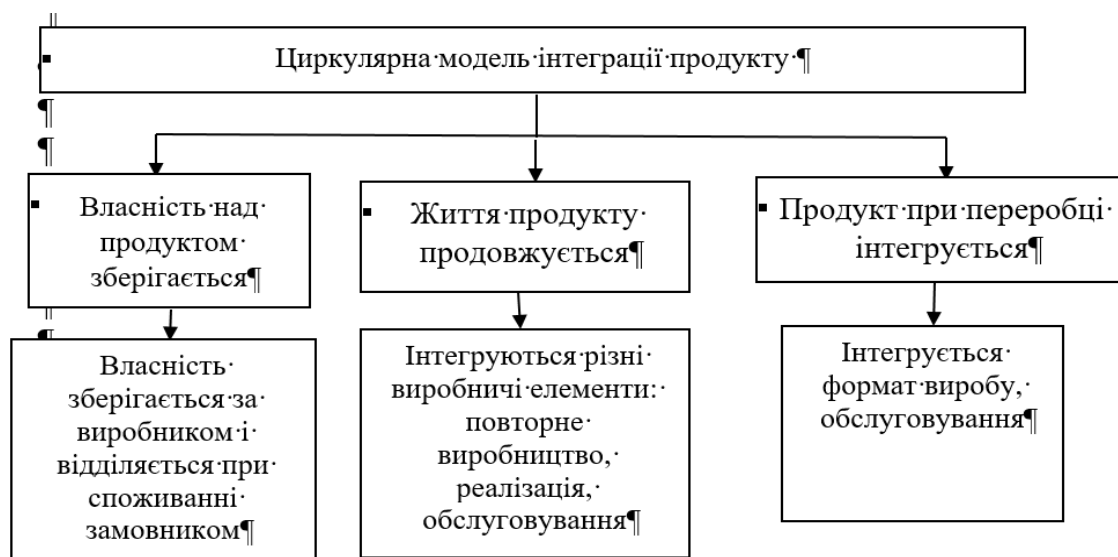 Циркулярна модель інтеграції продукту
Власність над
продуктом
зберігається
Життя продукту
продовжується
Продукт при переробці
інтегрується
Власність
зберігається за
виробником і
відділяється при
споживанні
замовником
Інтегруються різні
виробничі елементи:
повторне
виробництво,
реалізація,
обслуговування
Інтегрується
формат виробу,
обслуговування